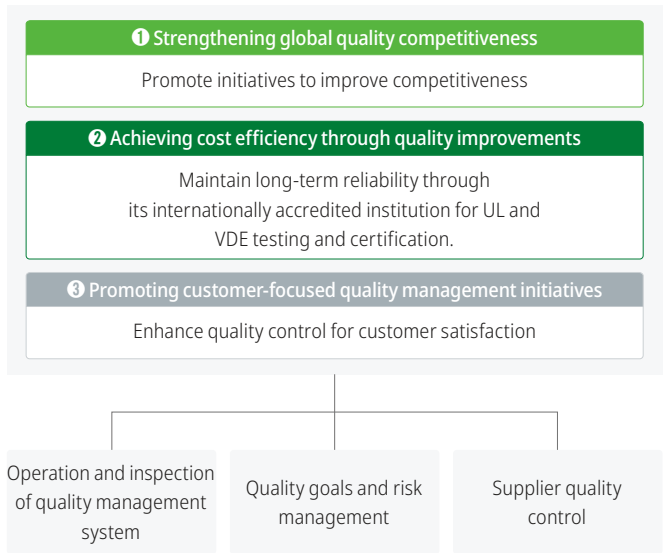 ❶ Strengthening global quality competitiveness
Promote initiatives to improve competitiveness
❷ Achieving cost efficiency through quality improvements
Maintain long-term reliability through
its internationally accredited institution for UL and
VDE testing and certification.
❸ Promoting customer-focused quality management initiatives
Enhance quality control for customer satisfaction
Operation and inspection
of quality management
system
Quality goals and risk
management
Supplier quality
control